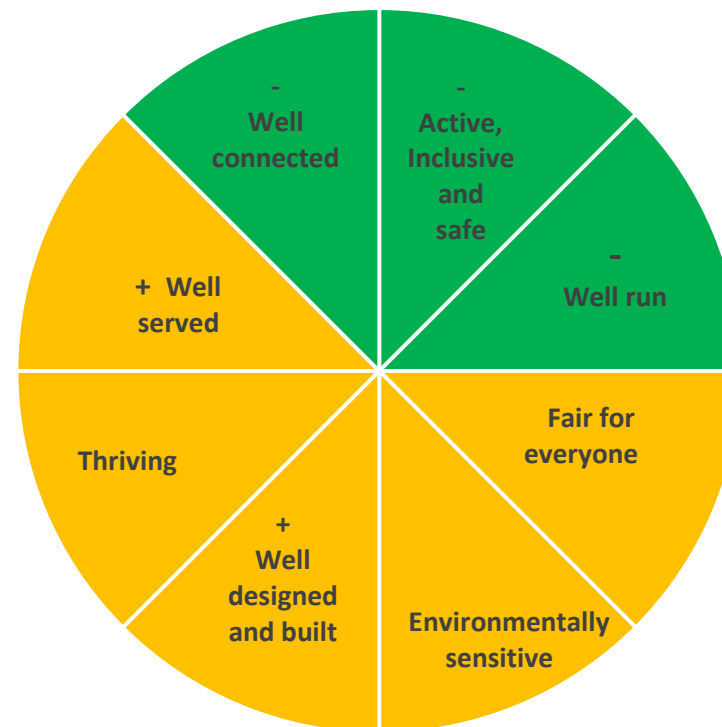 -
Well
connected
-
Active,
Inclusive
and
safe
-
Well run
+ Well
served
Fair for
everyone
Thriving
+
Well
designed
and built
Environmentally
sensitive